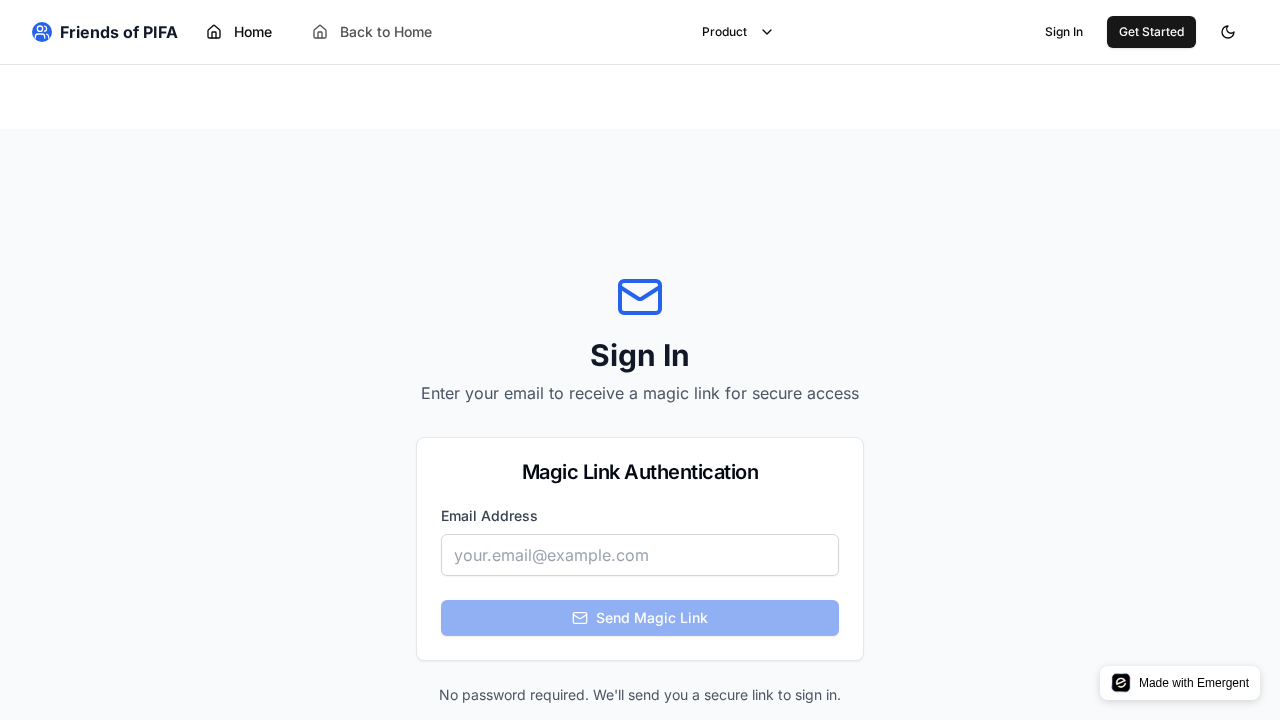 Friends of PIFA
Home
Back to Home
Product
Sign In
Get Started
Sign In
Enter your email to receive a magic link for secure access
Magic Link Authentication
Email Address
your.email@example.com
Send Magic Link
No password required. We'll send you a secure link to sign in.
Made with Emergent